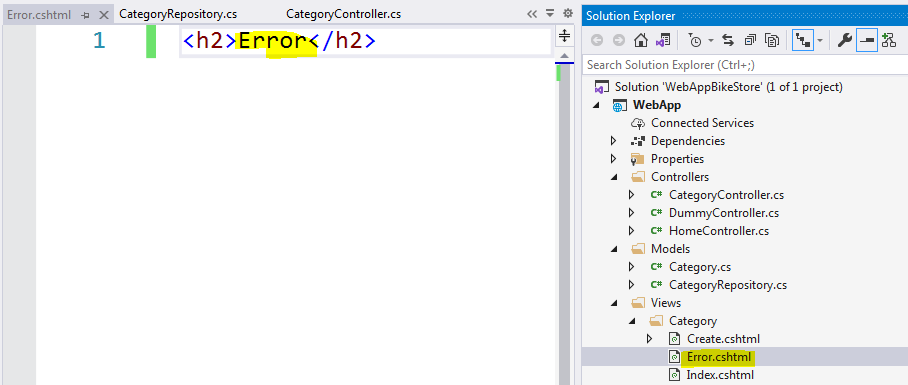 Error.cshtml
CategoryRepository.cs
CategoryController.cs
1
<h2>Error</h2>
Solution Explorer
Search Solution Explorer (Ctrl+;)
Solution 'WebAppBikeStore' (1 of 1 project)
WebApp
Connected Services
Dependencies
Properties
Controllers
C# CategoryController.cs
C# DummyController.cs
C# HomeController.cs
Models
C# Category.cs
C# CategoryRepository.cs
Views
Category
Create.cshtml
Error.cshtml
Index.cshtml